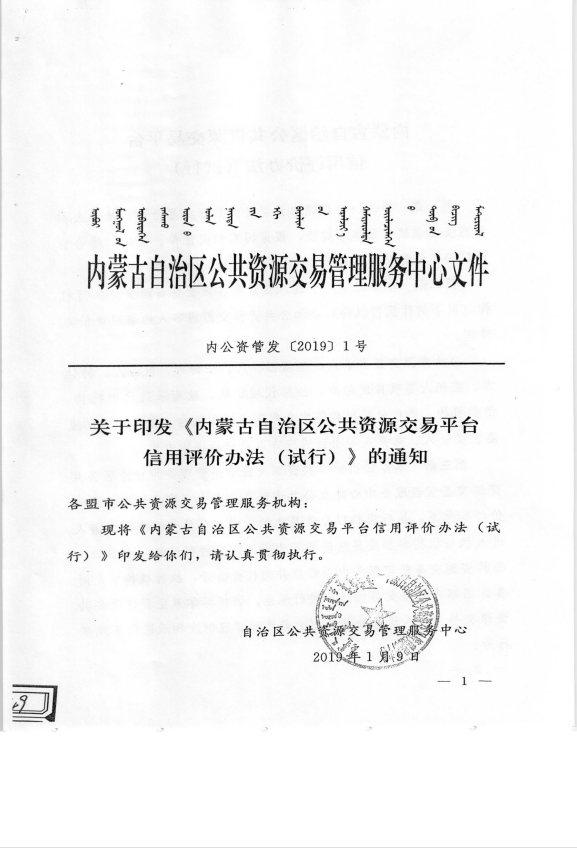 内蒙古自治区公共资源交易管理服务中心文件
内公资管发〔2019〕1号
关于印发《内蒙古自治区公共资源交易平台
信用评价办法（试行）》的通知
各盟市公共资源交易管理服务机构：
现将《内蒙古自治区公共资源交易平台信用评价办法（试
行）》印发给你们，请认真贯彻执行。
自治区公共资源交易管理服务中心
2019年1月9日
— 1 —